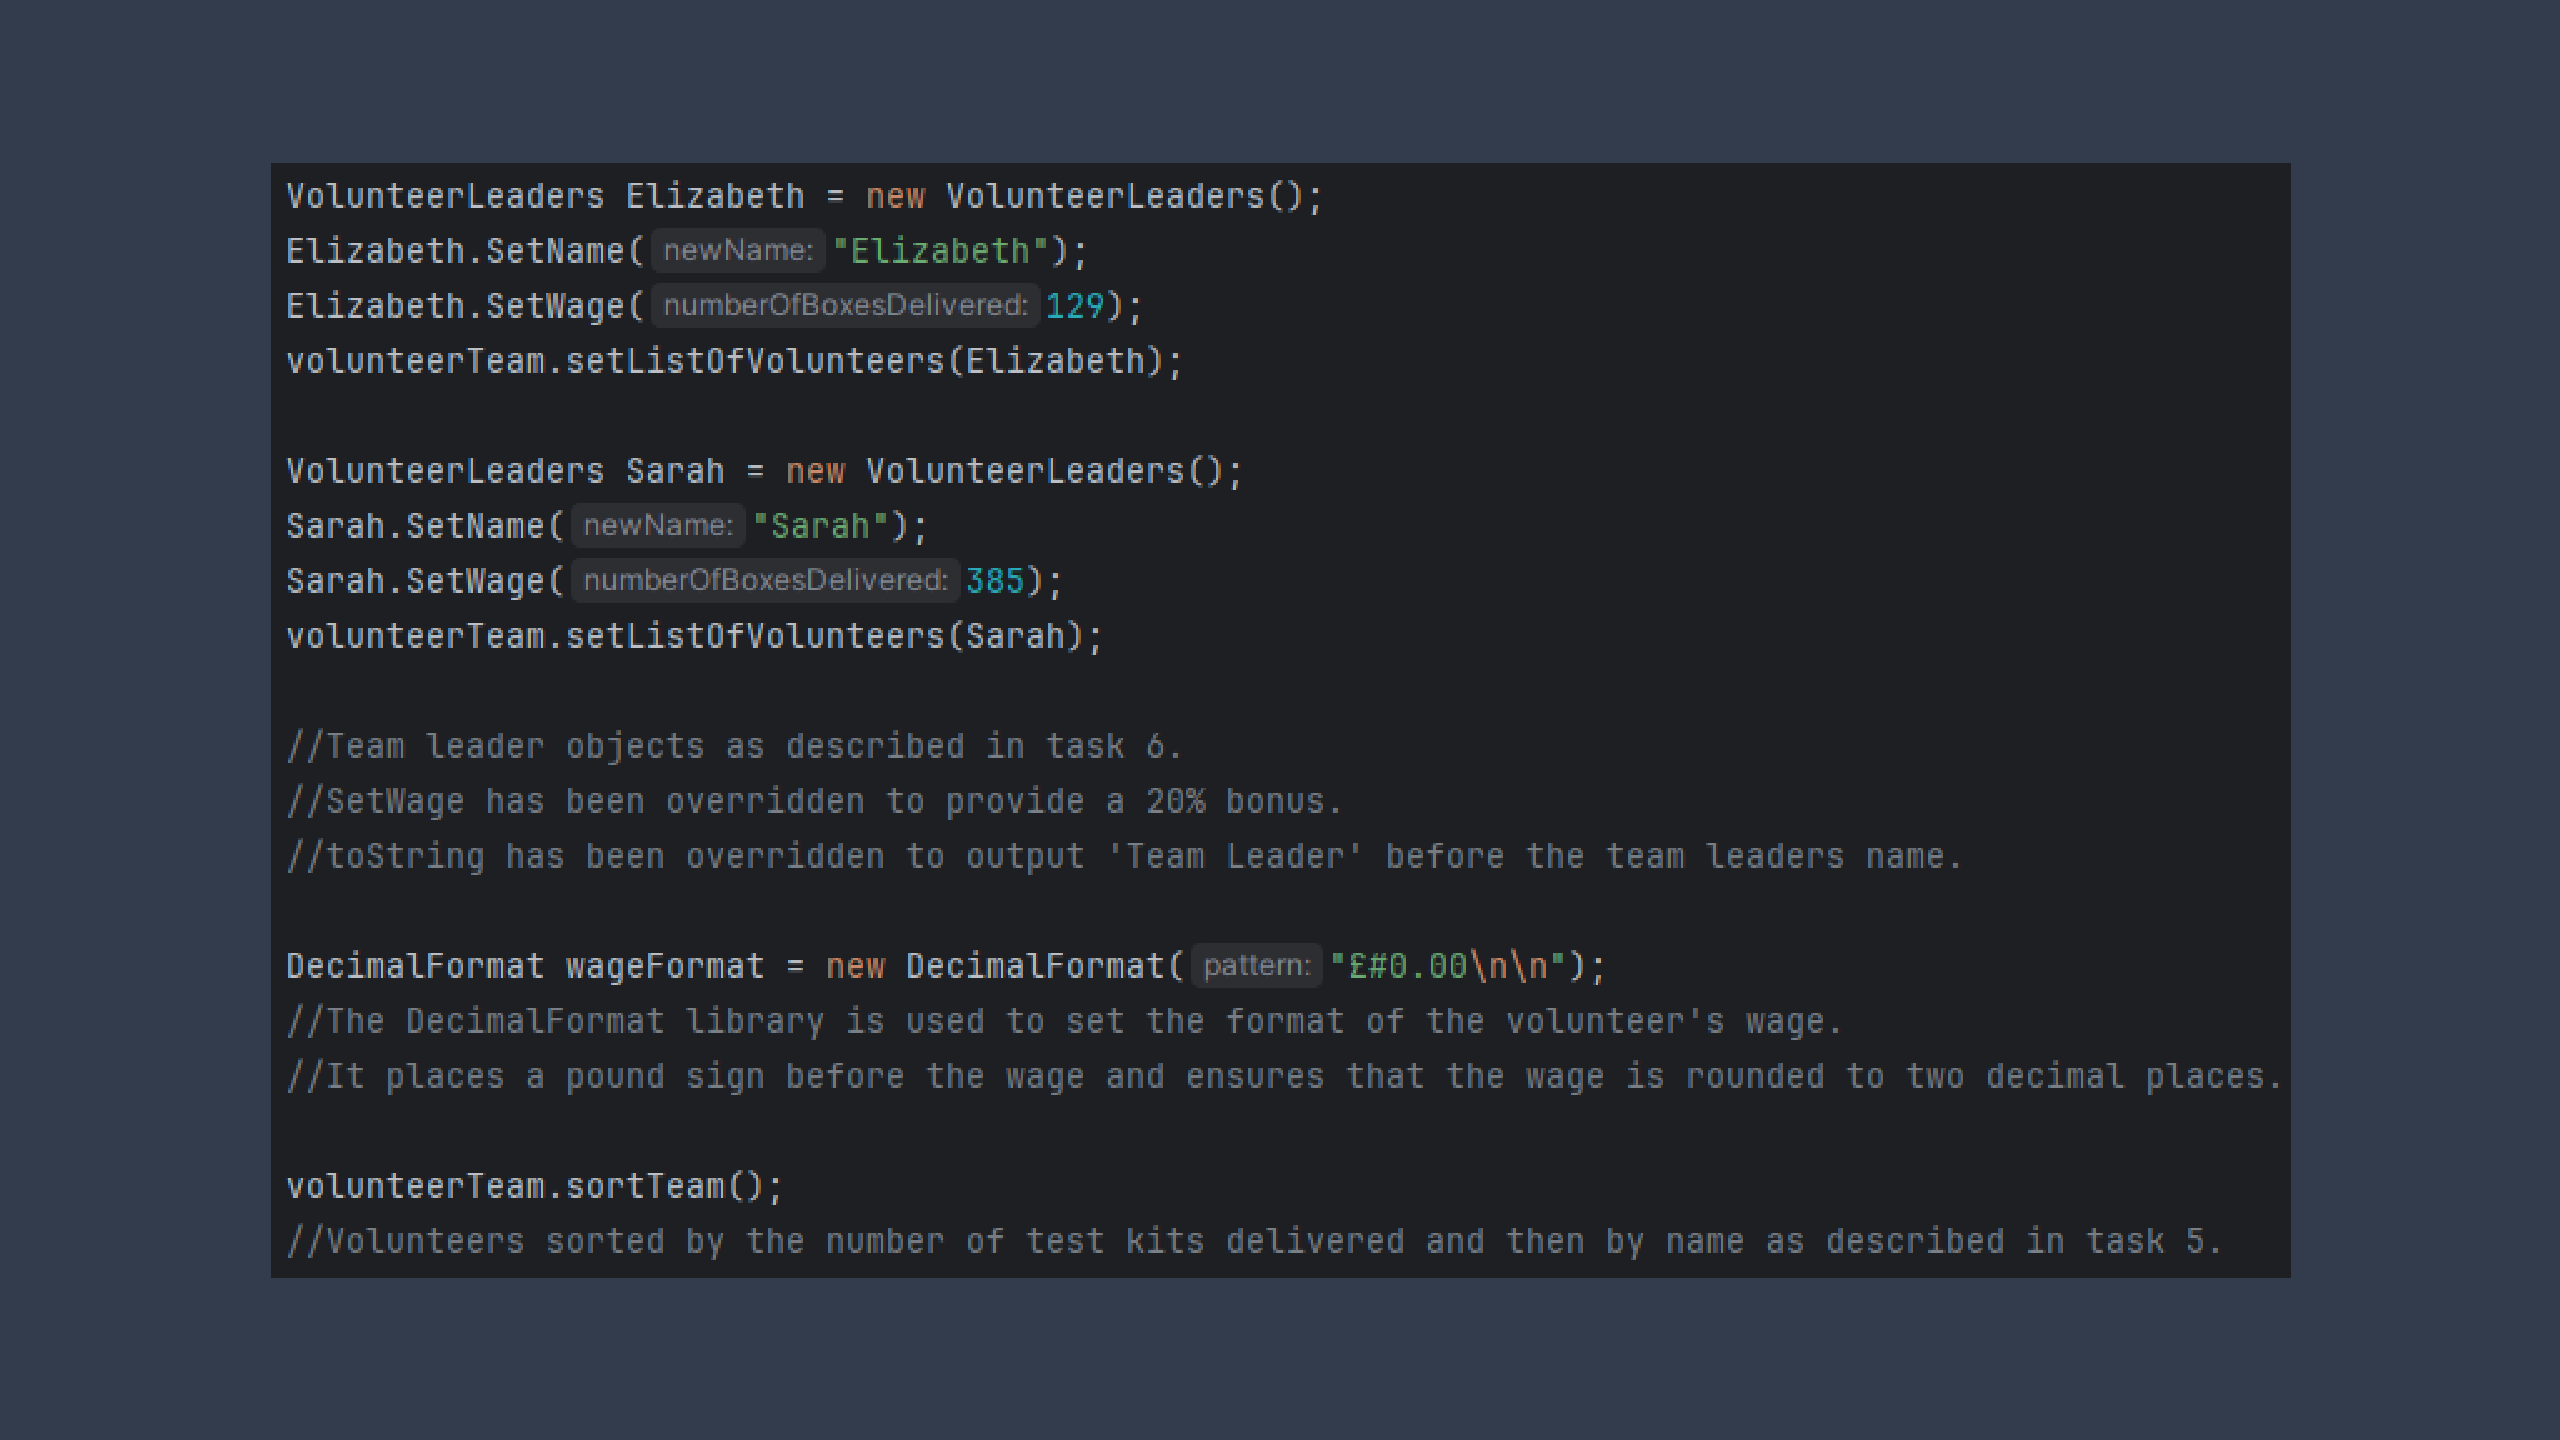 VolunteerLeaders Elizabeth = new VolunteerLeaders();
Elizabeth.SetName( newName: "Elizabeth");
Elizabeth.SetWage( numberOfBoxesDelivered: 129);
volunteerTeam.setListOfVolunteers(Elizabeth);
VolunteerLeaders Sarah = new VolunteerLeaders();
Sarah.SetName( newName: "Sarah");
Sarah.SetWage( numberOfBoxesDelivered: 385);
volunteerTeam.setListOfVolunteers(Sarah);
//Team leader objects as described in task 6.
//SetWage has been overridden to provide a 20% bonus.
//toString has been overridden to output 'Team Leader' before the team leaders name.
DecimalFormat wageFormat = new DecimalFormat( pattern: "£#0.00\n\n");
//The DecimalFormat library is used to set the format of the volunteer's wage.
//It places a pound sign before the wage and ensures that the wage is rounded to two decimal places.
volunteerTeam.sortTeam();
//Volunteers sorted by the number of test kits delivered and then by name as described in task 5.